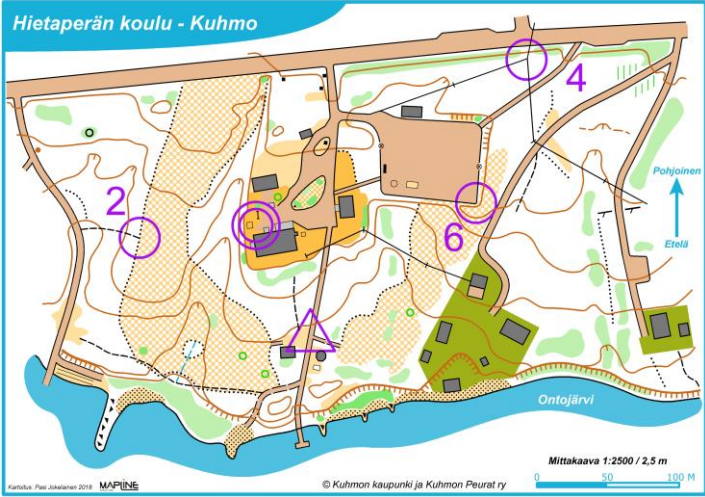 Hietaperän koulu - Kuhmo
4
2
6
Pohjoinen
Etelä
Ontojärvi
Mittakaava 1:2500 / 2,5 m
0 50 100 M
Kartoitus: Pasi Jokelainen 2018 MAPLINE
© Kuhmon kaupunki ja Kuhmon Peurat ry